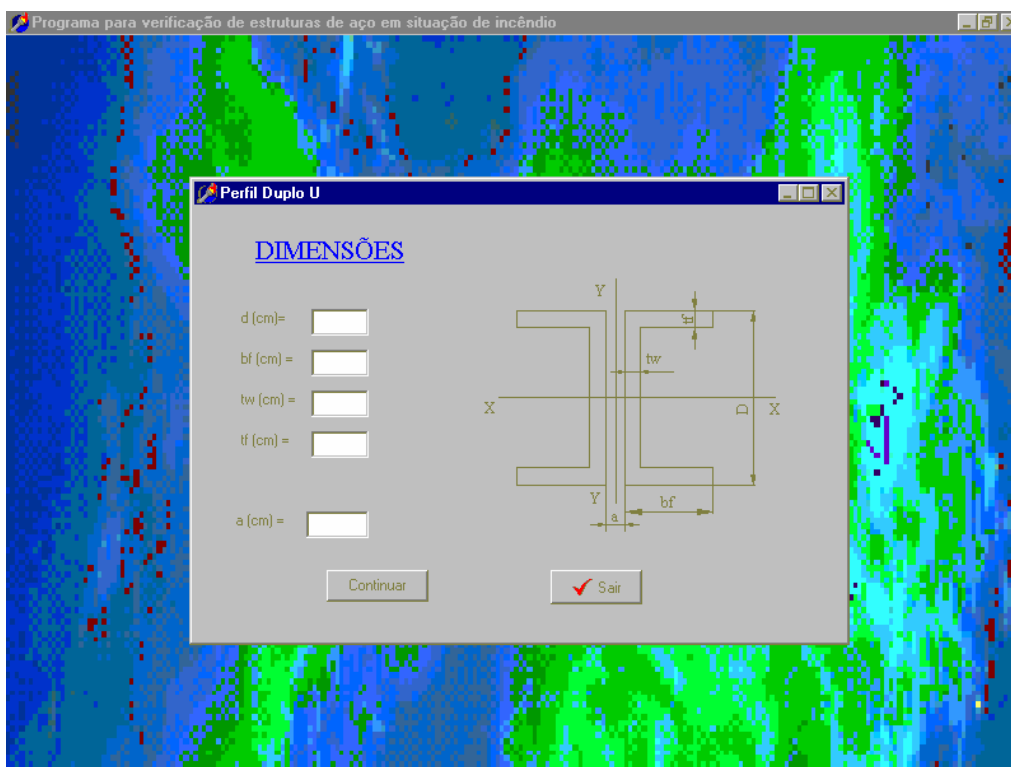 Programa para verificação de estruturas de aço em situação de incêndio
Perfil Duplo U
DIMENSÕES
d (cm)=
bf (cm) =
tw (cm) =
tf (cm) =
a (cm) =
Y
tf
tw
X
D
X
Y
bf
a
Continuar
Sair